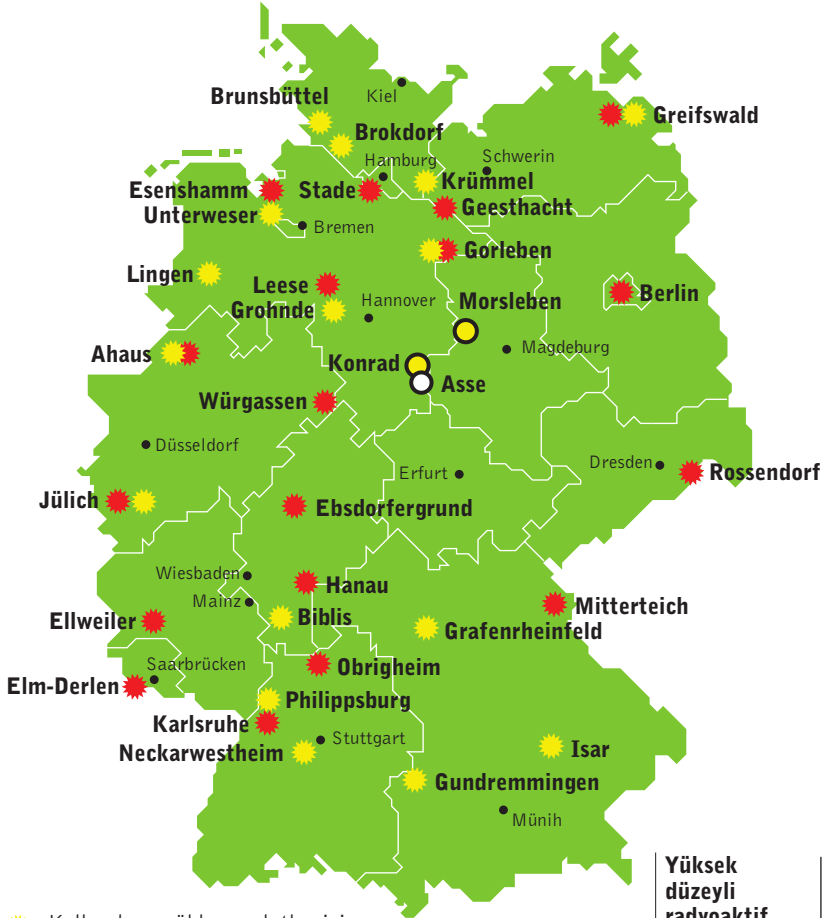 Kiel
Brunsbüttel
Brokdorf
Greifswald
Hamburg
Schwerin
Krümmel
Esenshamm
Stade
Geesthacht
Unterweser
Bremen
Gorleben
Lingen
Leese
Berlin
Grohnde
Hannover
Morsleben
Magdeburg
Ahaus
Konrad
Asse
Würgassen
Düsseldorf
Erfurt
Dresden
Rossendorf
Jülich
Ebsdorfergrund
Wiesbaden
Hanau
Mainz
Mitterteich
Ellweiler
Biblis
Grafenrheinfeld
Saarbrücken
Obrigheim
Elm-Derlen
Philippsburg
Karlsruhe
Stuttgart
Neckarwestheim
Isar
Gundremmingen
Münih
Yüksek
düzeyli
radyoaktif